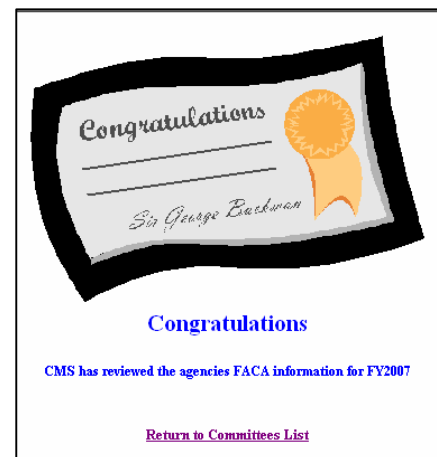 Congratulations
Sir George Buckman
Congratulations
CMS has reviewed the agencies FACA information for FY2007
Return to Committees List